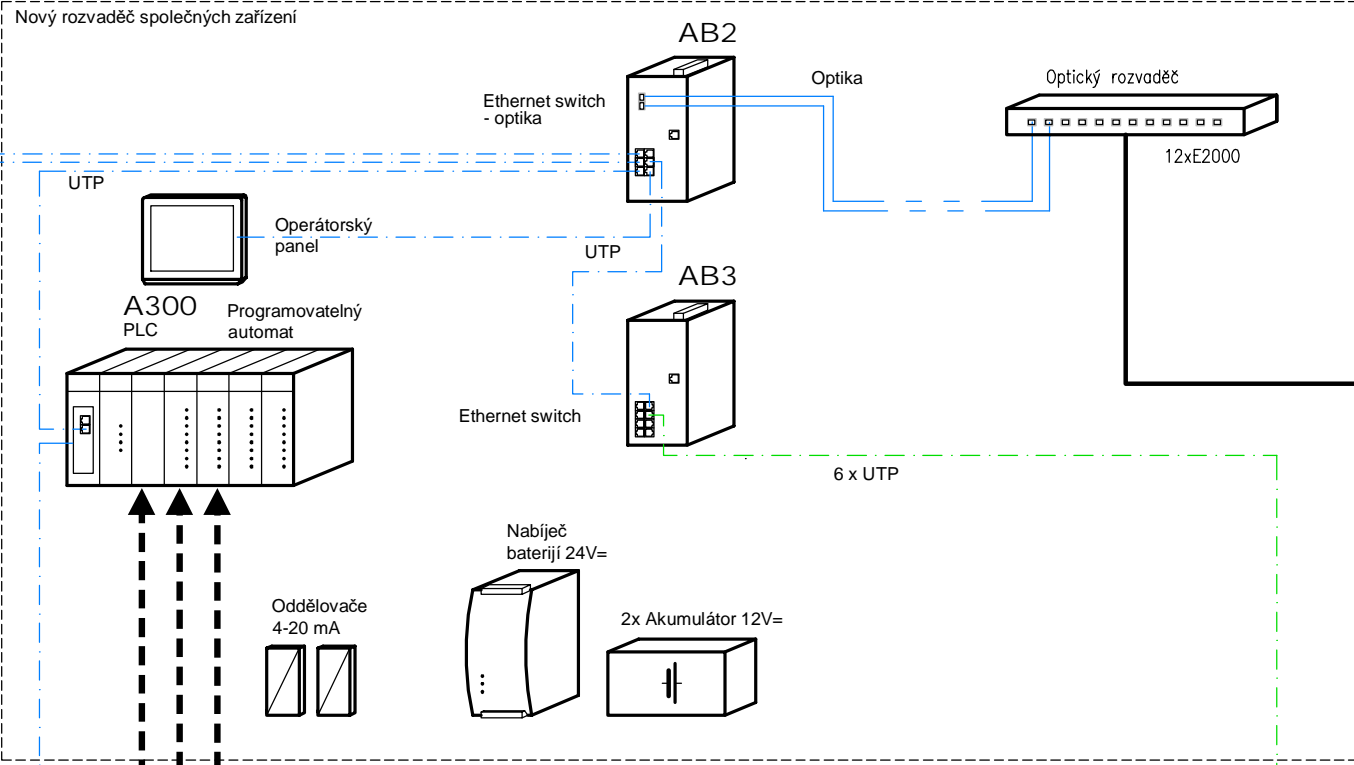 Nový rozvaděč společných zařízení
AB2
Optika
Optický rozvaděč
Ethernet switch
- optika
12xE2000
UTP
Operátorský
panel
UTP
AB3
A300
PLC
Programovatelný
automat
Ethernet switch
6 x UTP
Nabíječ
baterijí 24V=
Oddělovače
4-20 mA
2x Akumulátor 12V=